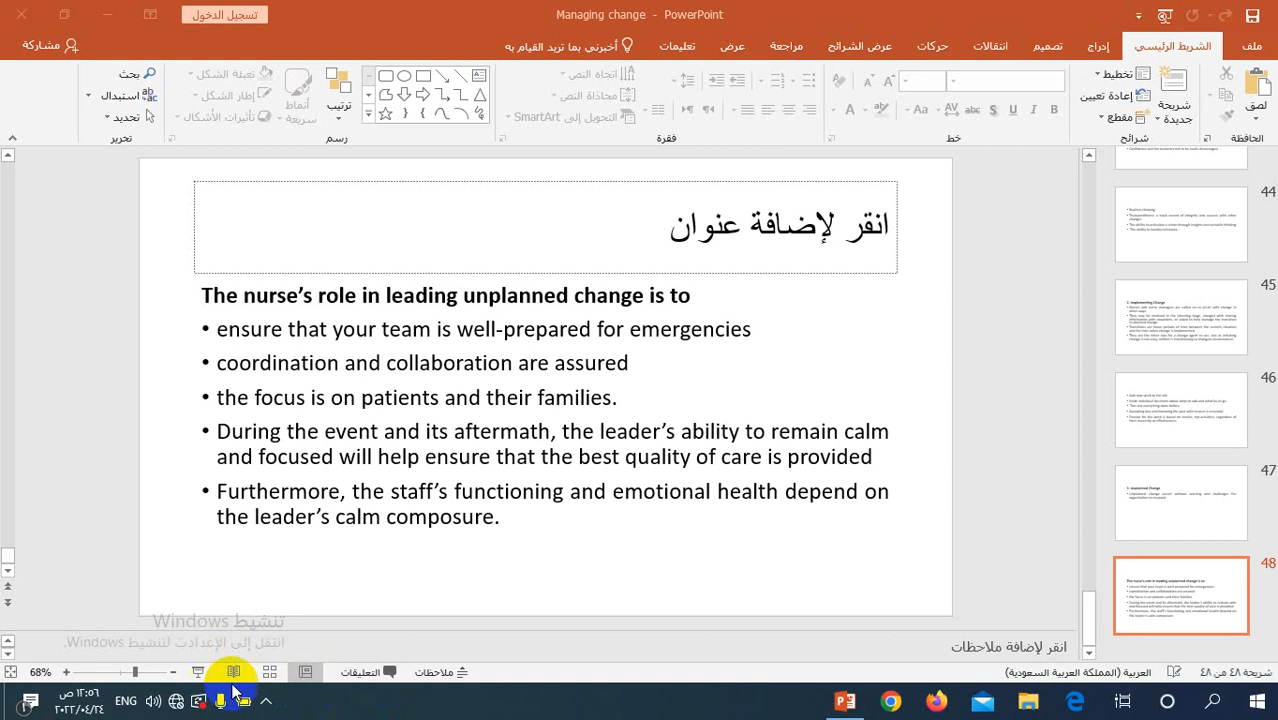 Managing change - PowerPoint
تسجيل الدخول
ملف
الشريط الرئيسي
إدراج
تصميم
انتقالات
حركات
عرض الشرائح
مراجعة
عرض
تعليمات
أخبرني بما تريد القيام به
مشاركة
لصق
الحافظة
شريحة جديدة
تخطيط
إعادة تعيين
مقطع
شرائح
خط
اتجاه النص
محاذاة النص
التحويل إلى SmartArt
فقرة
ترتيب
أنماط سريعة
تعبئة الشكل
إطار الشكل
تأثيرات الأشكال
رسم
بحث
استبدال
تحديد
تحرير
انقر لإضافة عنوان
The nurse's role in leading unplanned change is to
• ensure that your team is well-prepared for emergencies
• coordination and collaboration are assured
• the focus is on patients and their families.
• During the event and its aftermath, the leader's ability to remain calm
and focused will help ensure that the best quality of care is provided
• Furthermore, the staff's functioning and emotional health depend on
the leader's calm composure.
44
45
46
47
48
تنشيط Windows
انتقل إلى الإعدادات لتنشيط Windows.
انقر لإضافة ملاحظات
شريحة ٤٨ من ٤٨
العربية (المملكة العربية السعودية)
ملاحظات
التعليقات
68%
ENG
١٢:٥٦ ص
٢٠٢٢/٠٤/٢٤